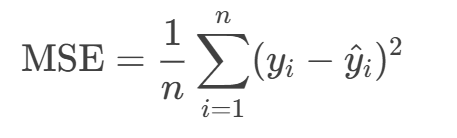 MSE = \frac{1}{n} \sum_{i=1}^{n} (y_i - \hat{y}_i)^2